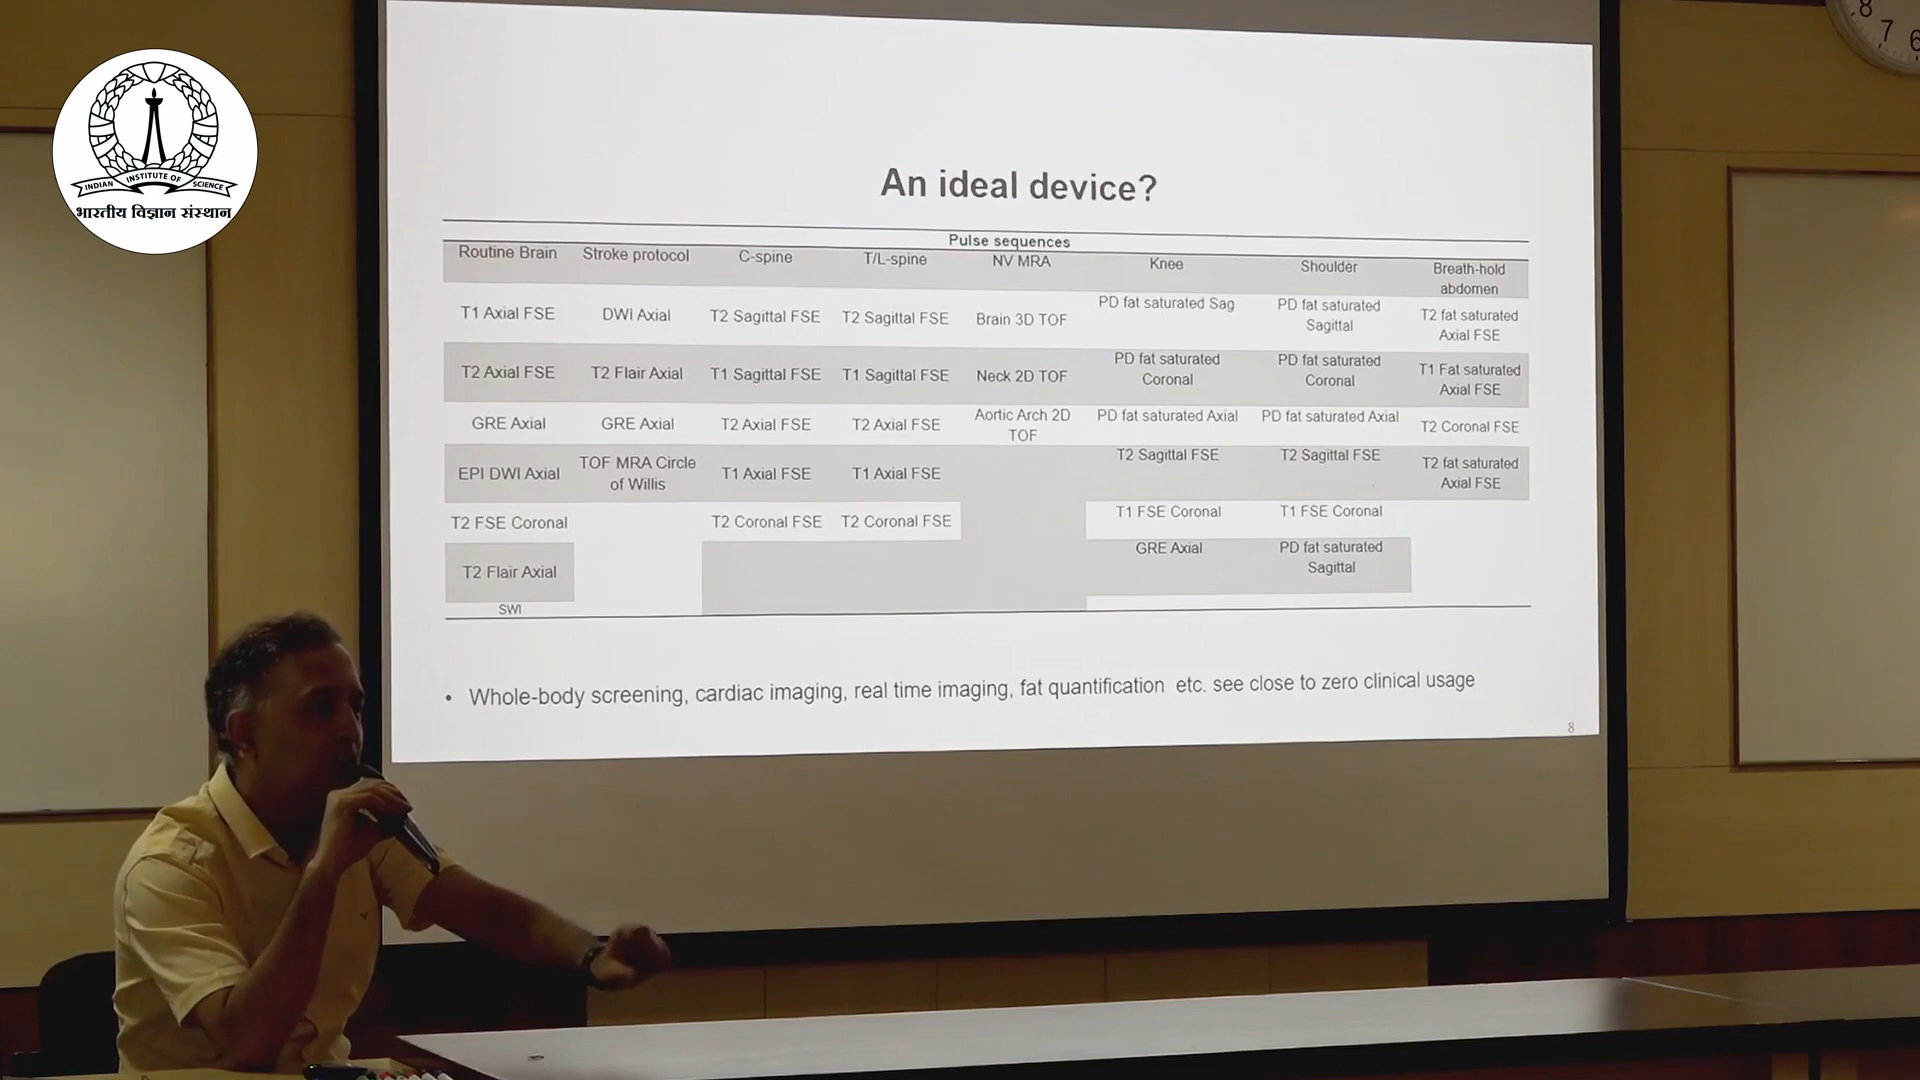 INDIAN INSTITUTE OF SCIENCE
भारतीय विज्ञान संस्थान
8
7
6
An ideal device?
Pulse sequences
Routine Brain Stroke protocol C-spine T/L-spine NV MRA Knee Shoulder Breath-hold
abdomen
T1 Axial FSE DWI Axial T2 Sagittal FSE T2 Sagittal FSE Brain 3D TOF PD fat saturated Sag PD fat saturated T2 fat saturated
Sagittal Axial FSE
T2 Axial FSE T2 Flair Axial T1 Sagittal FSE T1 Sagittal FSE Neck 2D TOF PD fat saturated PD fat saturated T1 Fat saturated
Coronal Coronal Axial FSE
GRE Axial GRE Axial T2 Axial FSE T2 Axial FSE Aortic Arch 2D PD fat saturated Axial PD fat saturated Axial T2 Coronal FSE
TOF
EPI DWI Axial TOF MRA Circle T1 Axial FSE T1 Axial FSE T2 Sagittal FSE T2 Sagittal FSE T2 fat saturated
of Willis Axial FSE
T2 FSE Coronal T2 Coronal FSE T2 Coronal FSE T1 FSE Coronal T1 FSE Coronal
T2 Flair Axial GRE Axial PD fat saturated
Sagittal
SWI
• Whole-body screening, cardiac imaging, real time imaging, fat quantification etc. see close to zero clinical usage
8